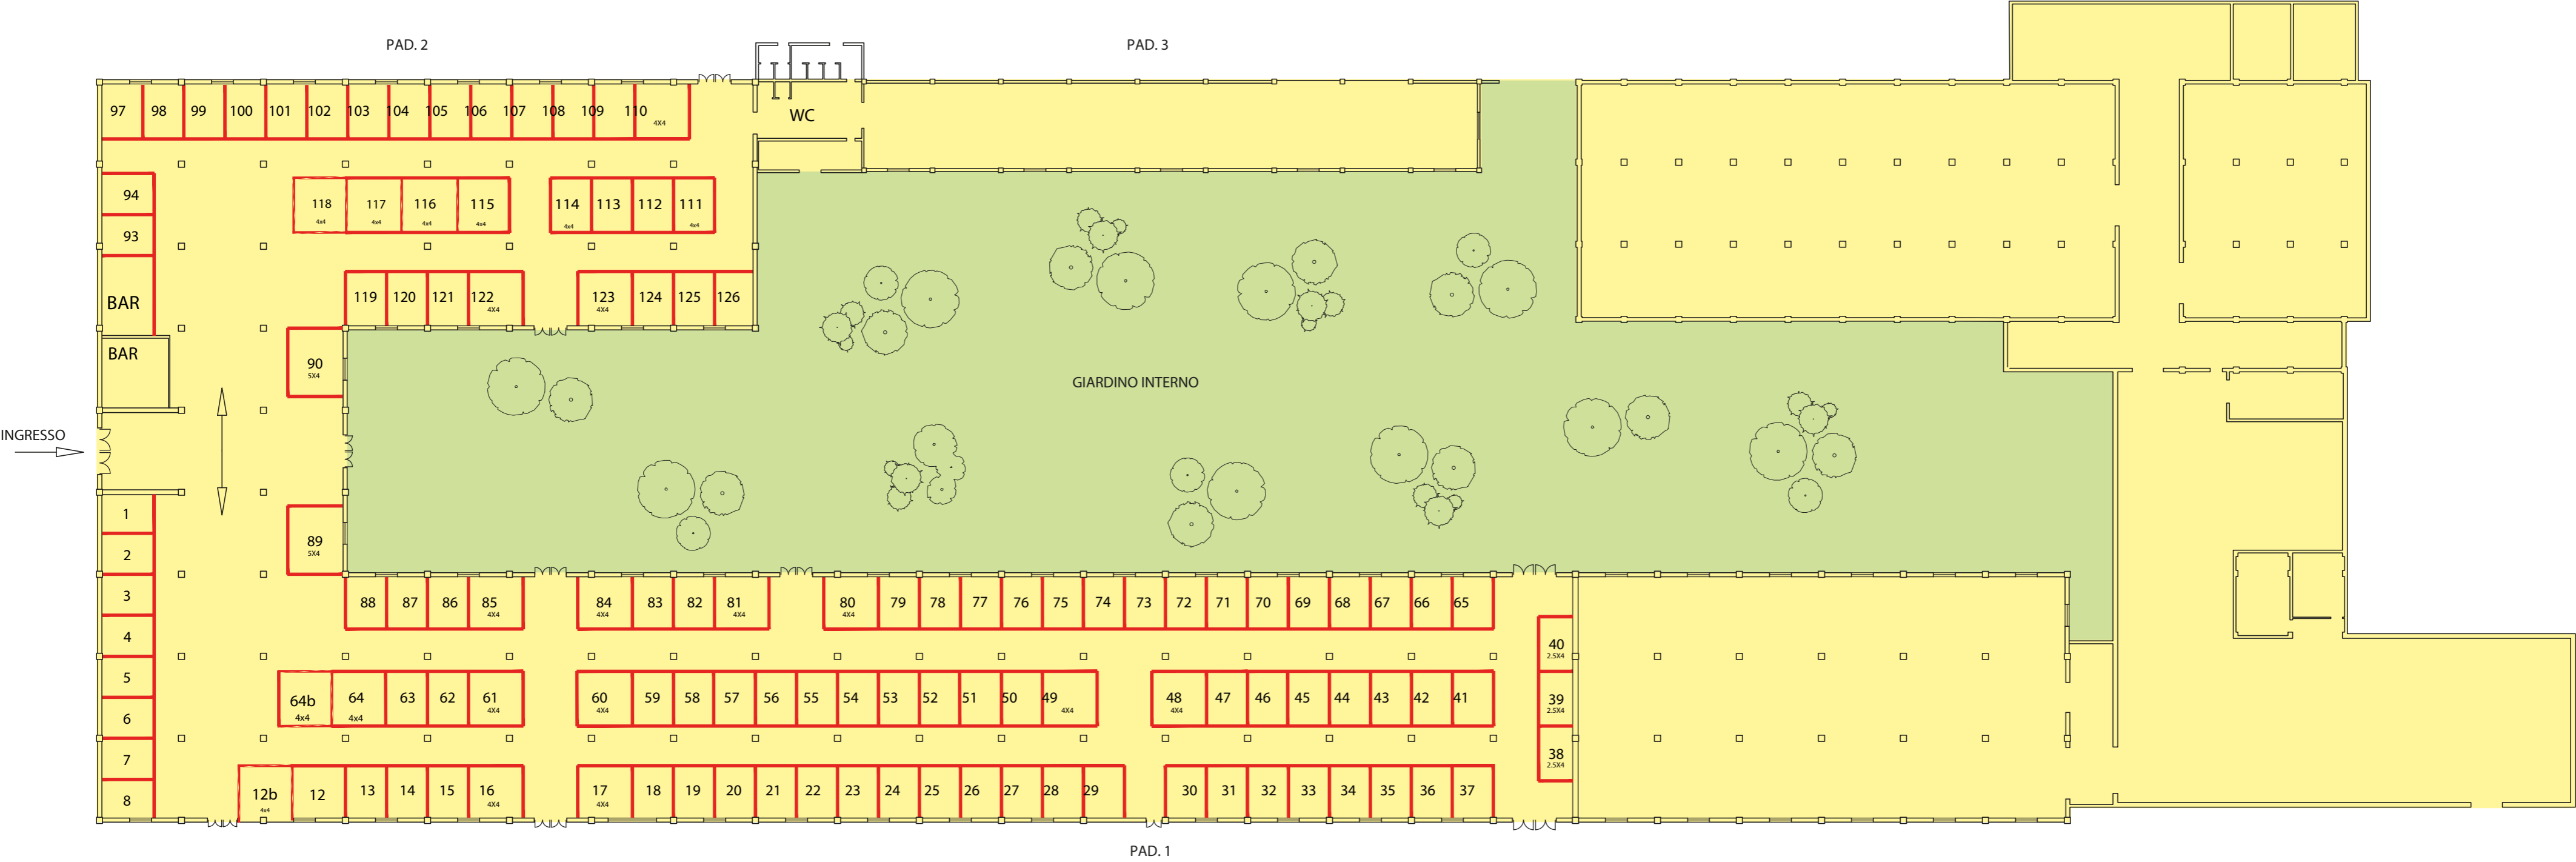 PAD. 2
PAD. 3
97 98 99 100 101 102 103 104 105 106 107 108 109 110
4X4
WC
94
118 117 116 115 114 113 112 111
4x4 4x4 4x4 4x4 4x4 4x4
93
BAR
119 120 121 122 123 124 125 126
4X4 4X4
BAR
90
5X4
GIARDINO INTERNO
INGRESSO
1
89
5X4
2
3
88 87 86 85 84 83 82 81 80 79 78 77 76 75 74 73 72 71 70 69 68 67 66 65
4X4 4X4 4X4 4X4
4
40
2.5X4
5
64b 64 63 62 61 60 59 58 57 56 55 54 53 52 51 50 49 48 47 46 45 44 43 42 41
4x4 4x4 4X4 4X4 4X4 4X4
39
2.5X4
6
7
38
2.5X4
8
12b 12 13 14 15 16 17 18 19 20 21 22 23 24 25 26 27 28 29 30 31 32 33 34 35 36 37
4x4 4X4 4X4
PAD. 1